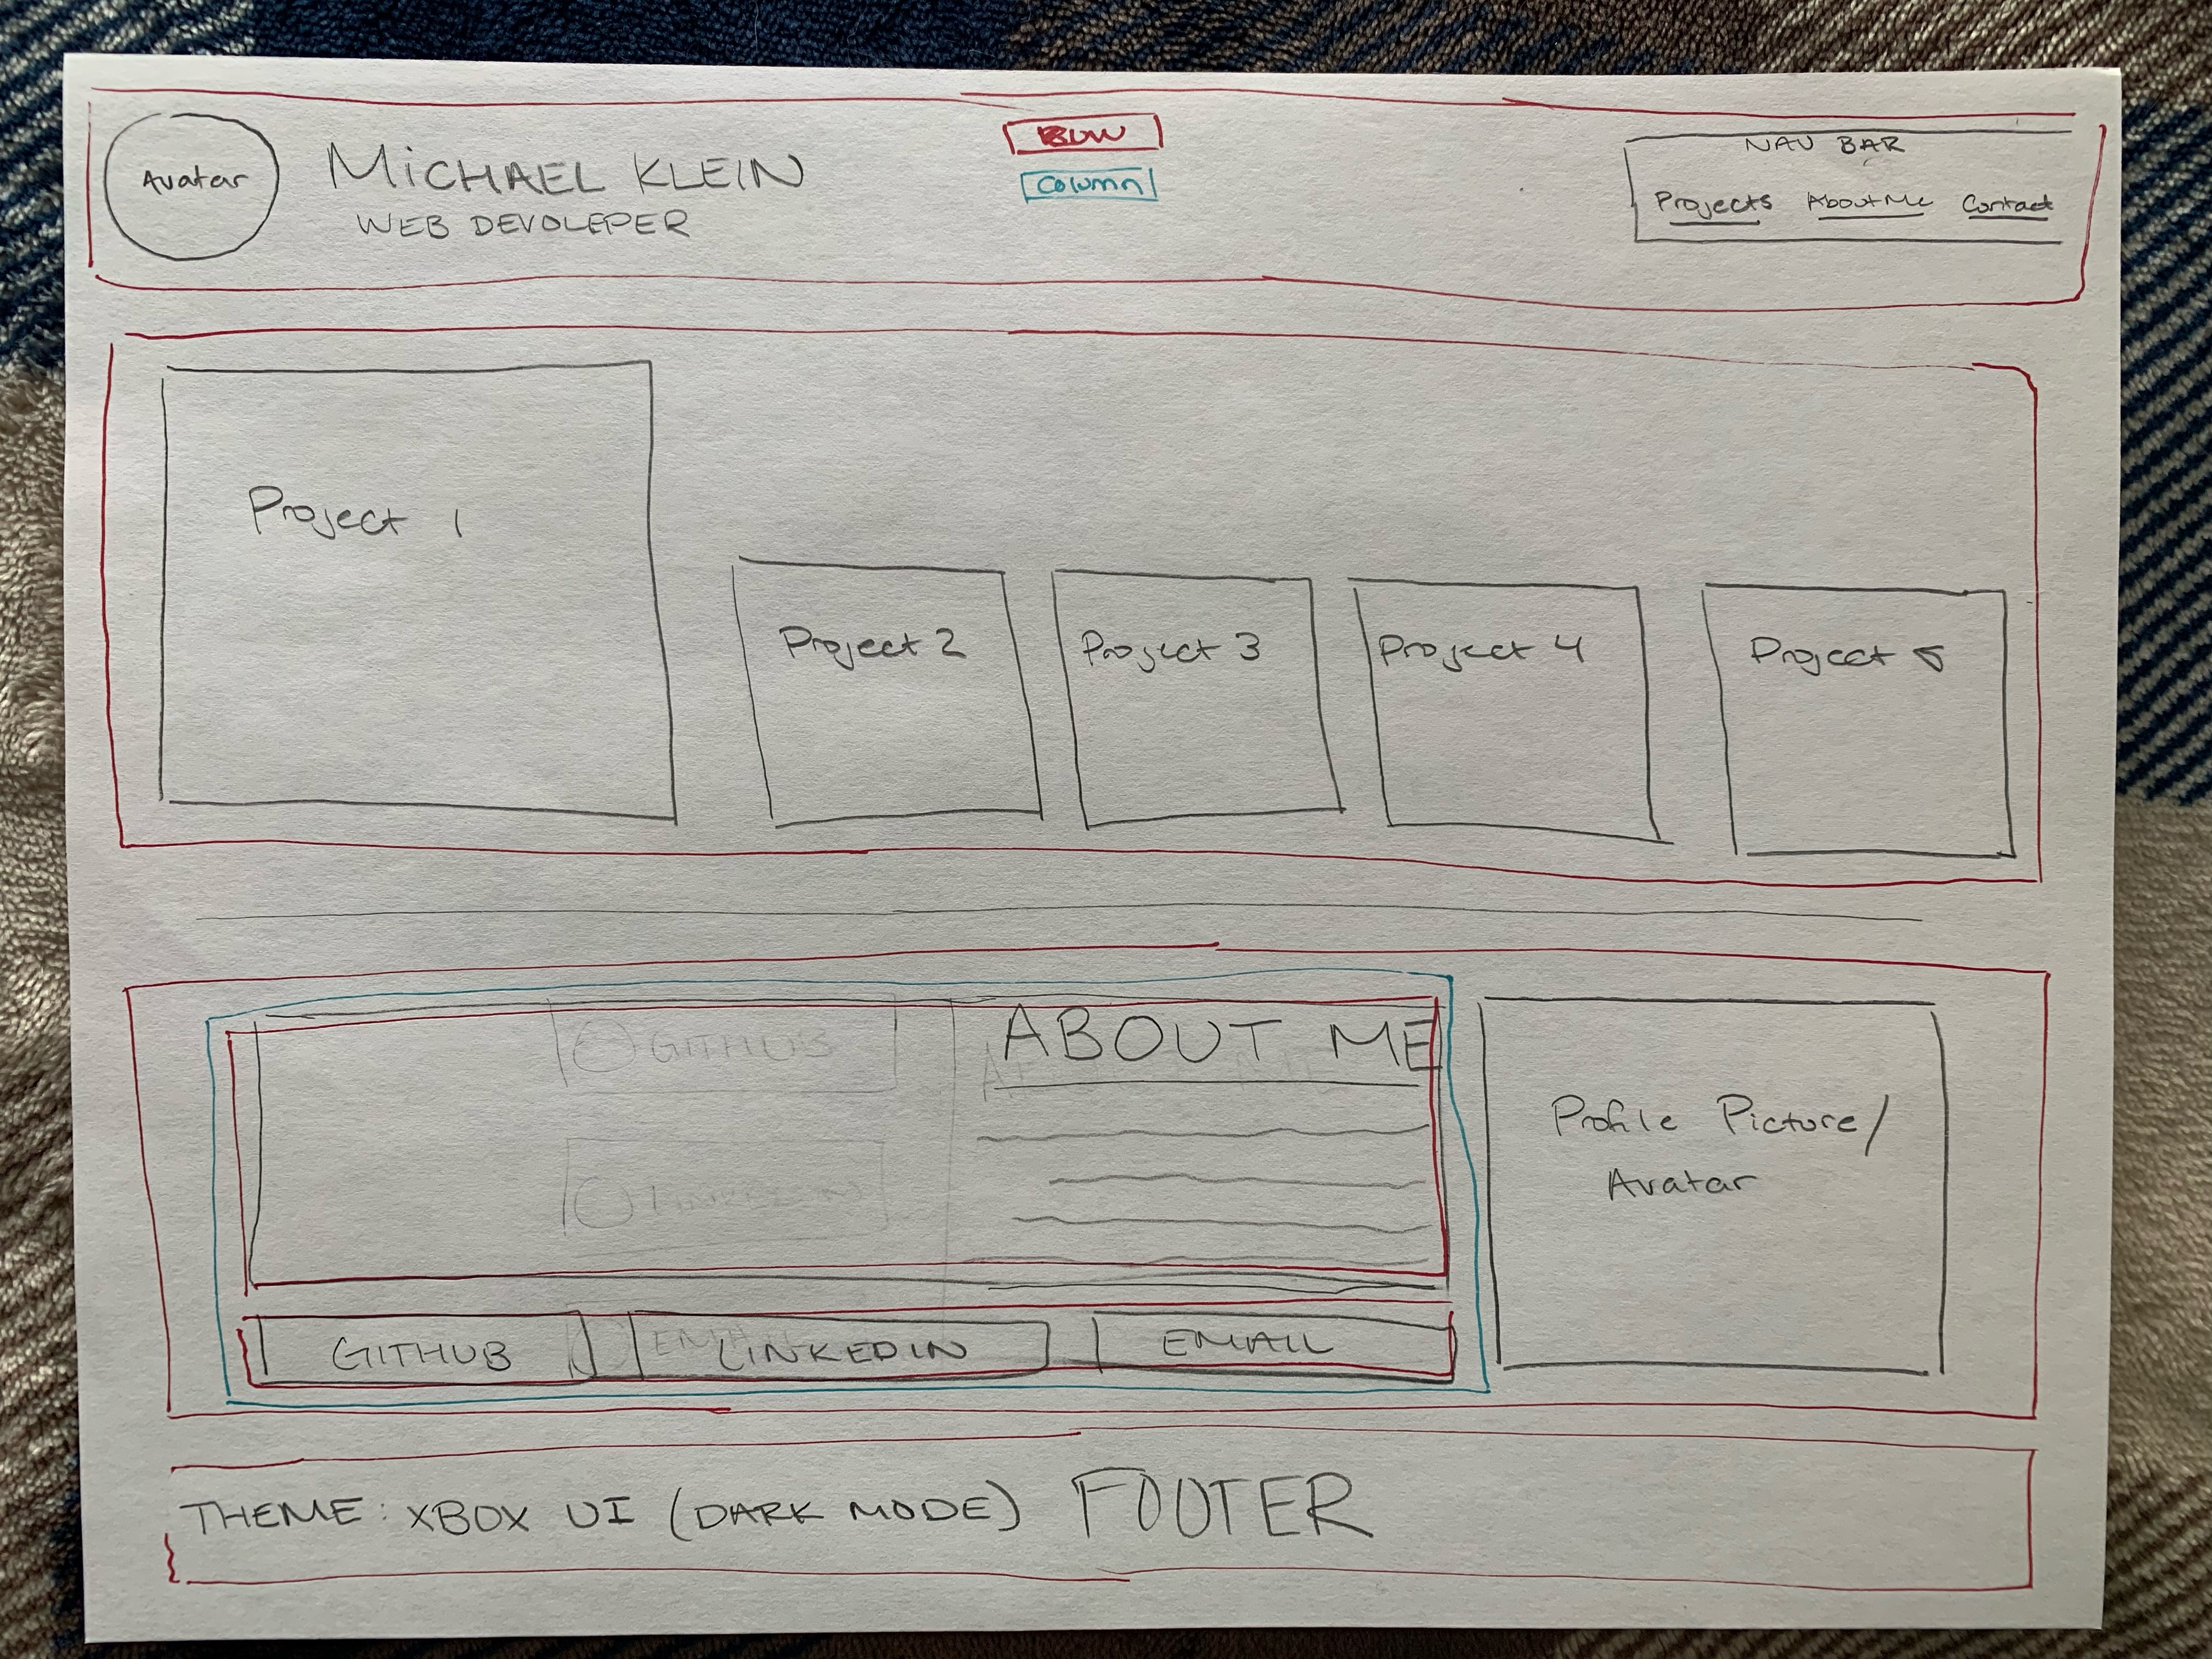 Avatar
MiCHAEL KLEIN
WEB DEVOLEPER
Column
NAV BAR
Projects About Me Contact
Project 1
Project 2
Project 3
Project 4
Project 5
ABOUT ME
GITHUB
GITHUB
LINKEDIN
EMAIL
Profile Picture/
Avatar
THEME: XBOX UI (DARK MODE) FOOTER